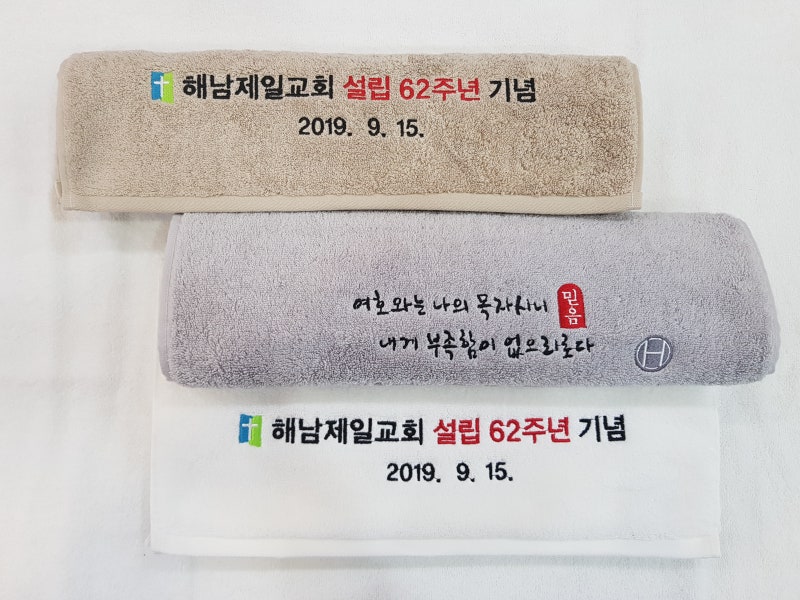 해남제일교회 설립 62주년 기념
2019. 9. 15.
여호와는 나의 목자시니 믿음
내게 부족함이 없으리로다
H
해남제일교회 설립 62주년 기념
2019. 9. 15.